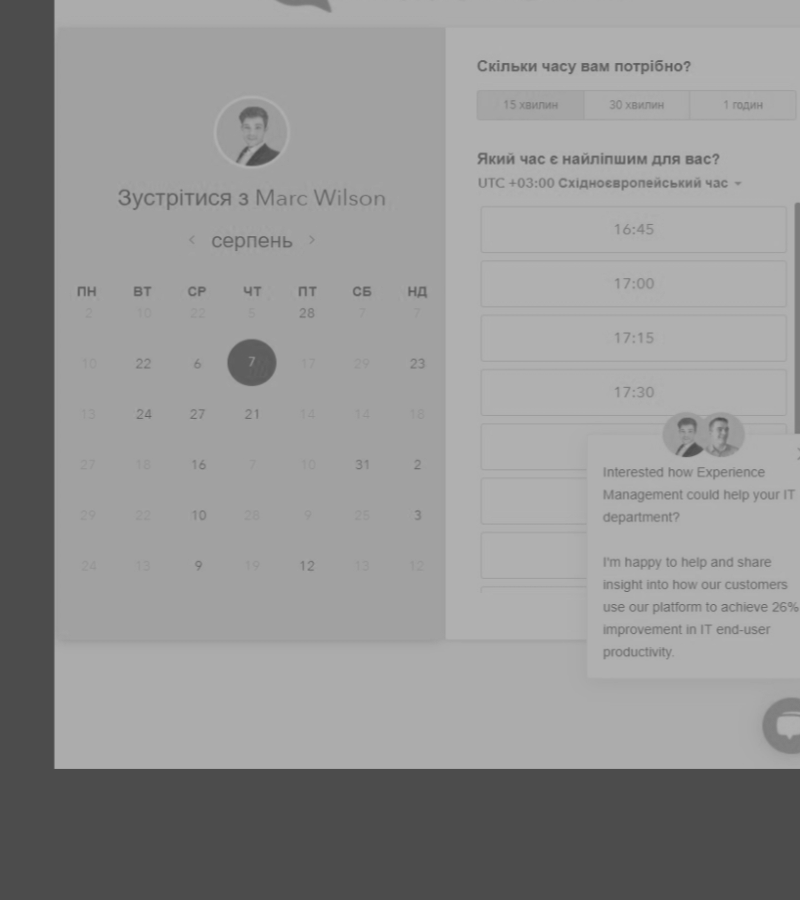 Зустрітися з Marc Wilson
< серпень >
ПН ВТ СР ЧТ ПТ СБ НД
2 10 22 5 28 7 7
10 22 6 7 17 29 23
13 24 27 21 14 14 18
27 18 16 7 10 31 2
29 22 10 28 9 25 3
24 13 9 19 12 13 12
Скільки часу вам потрібно?
15 хвилин 30 хвилин 1 годин
Який час є найліпшим для вас?
UTC +03:00 Східноєвропейський час
16:45
17:00
17:15
17:30
Interested how Experience
Management could help your IT
department?
I'm happy to help and share
insight into how our customers
use our platform to achieve 26%
improvement in IT end-user
productivity.